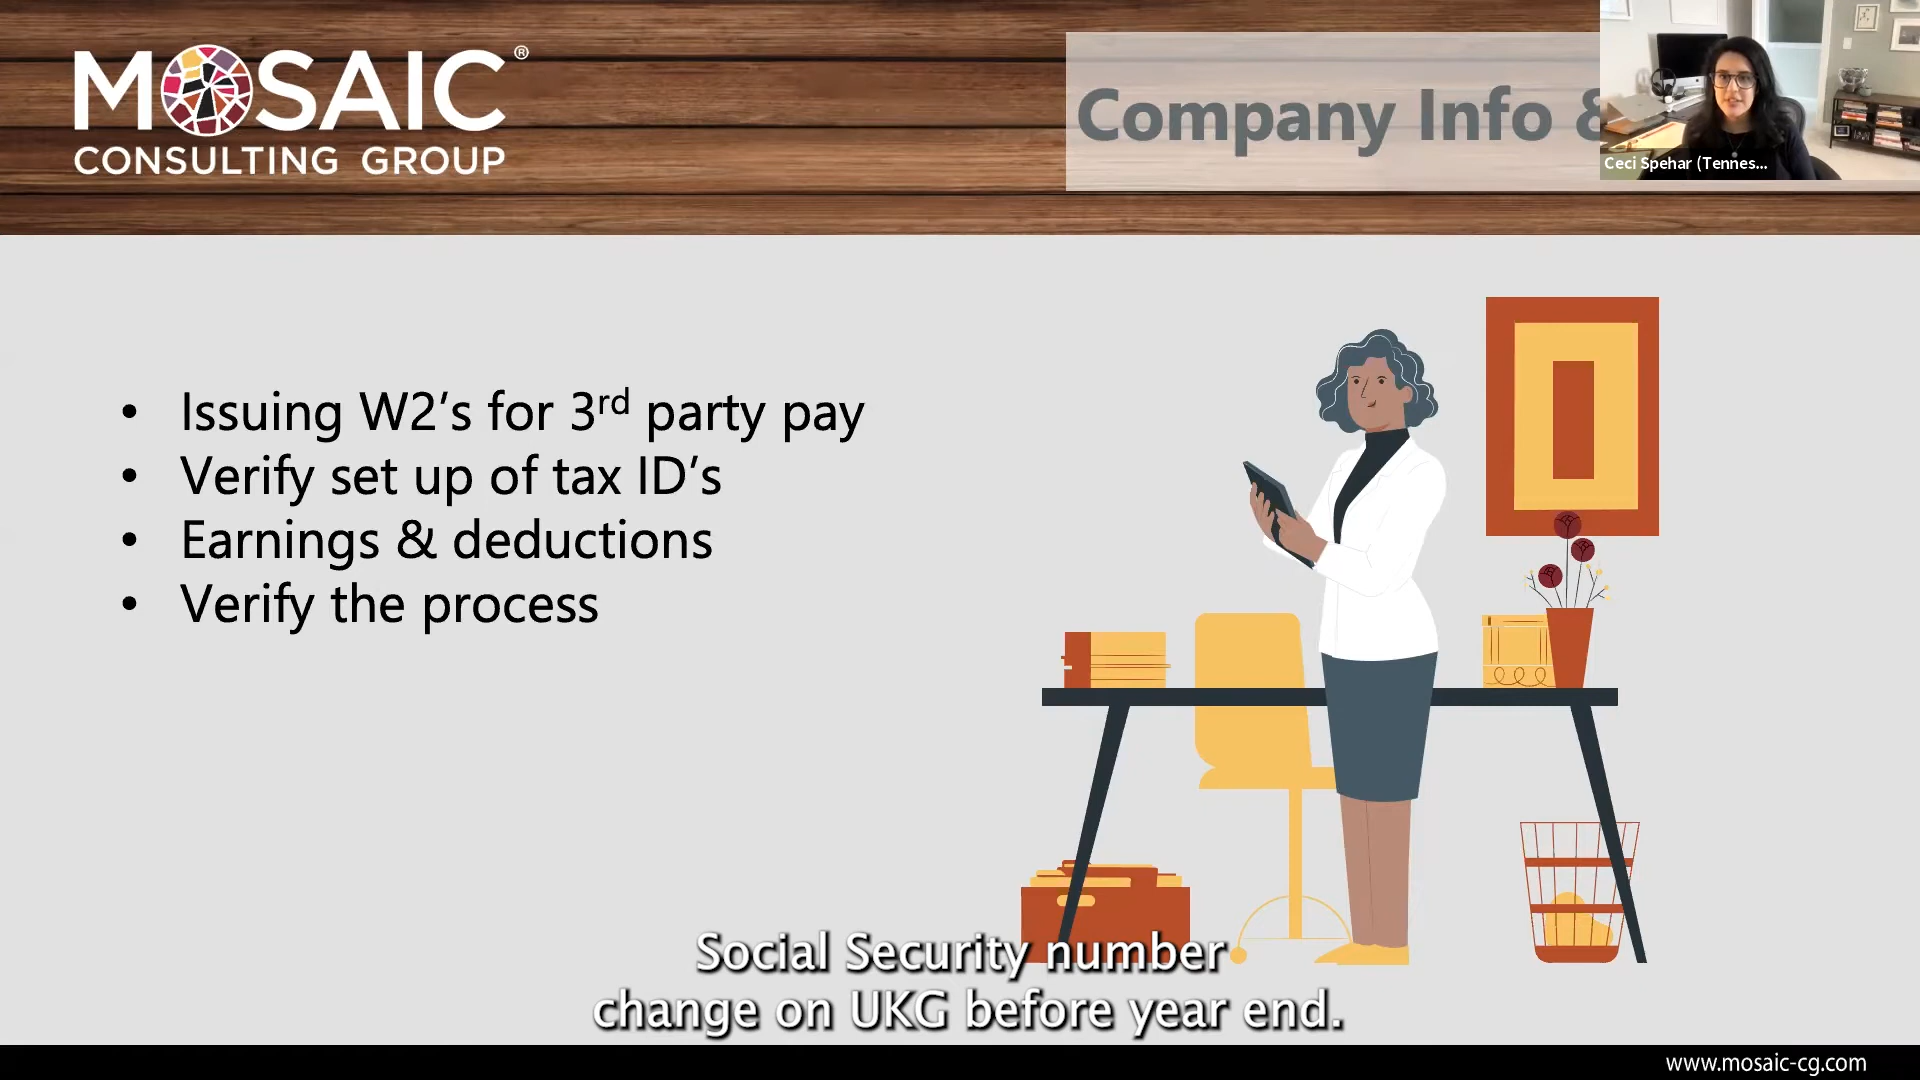 MOSAIC®
CONSULTING GROUP
Company Info &
Ceci Spehar (Tennes...
• Issuing W2’s for 3rd party pay
• Verify set up of tax ID’s
• Earnings & deductions
• Verify the process
Social Security number
change on UKG before year end.
www.mosaic-cg.com